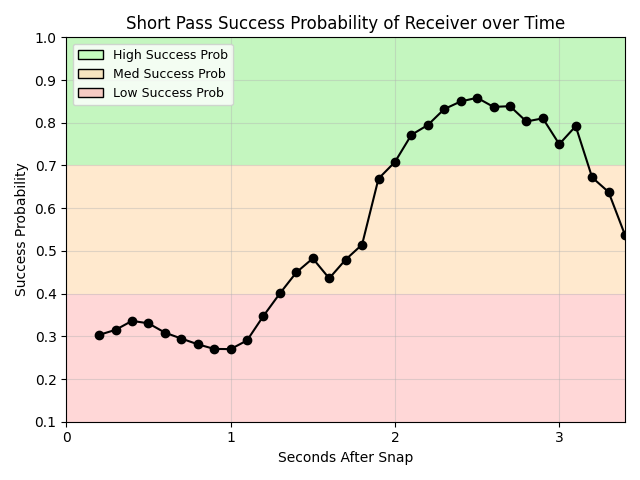 Short Pass Success Probability of Receiver over Time
High Success Prob
Med Success Prob
Low Success Prob
Success Probability
1.0
0.9
0.8
0.7
0.6
0.5
0.4
0.3
0.2
0.1
0 1 2 3
Seconds After Snap